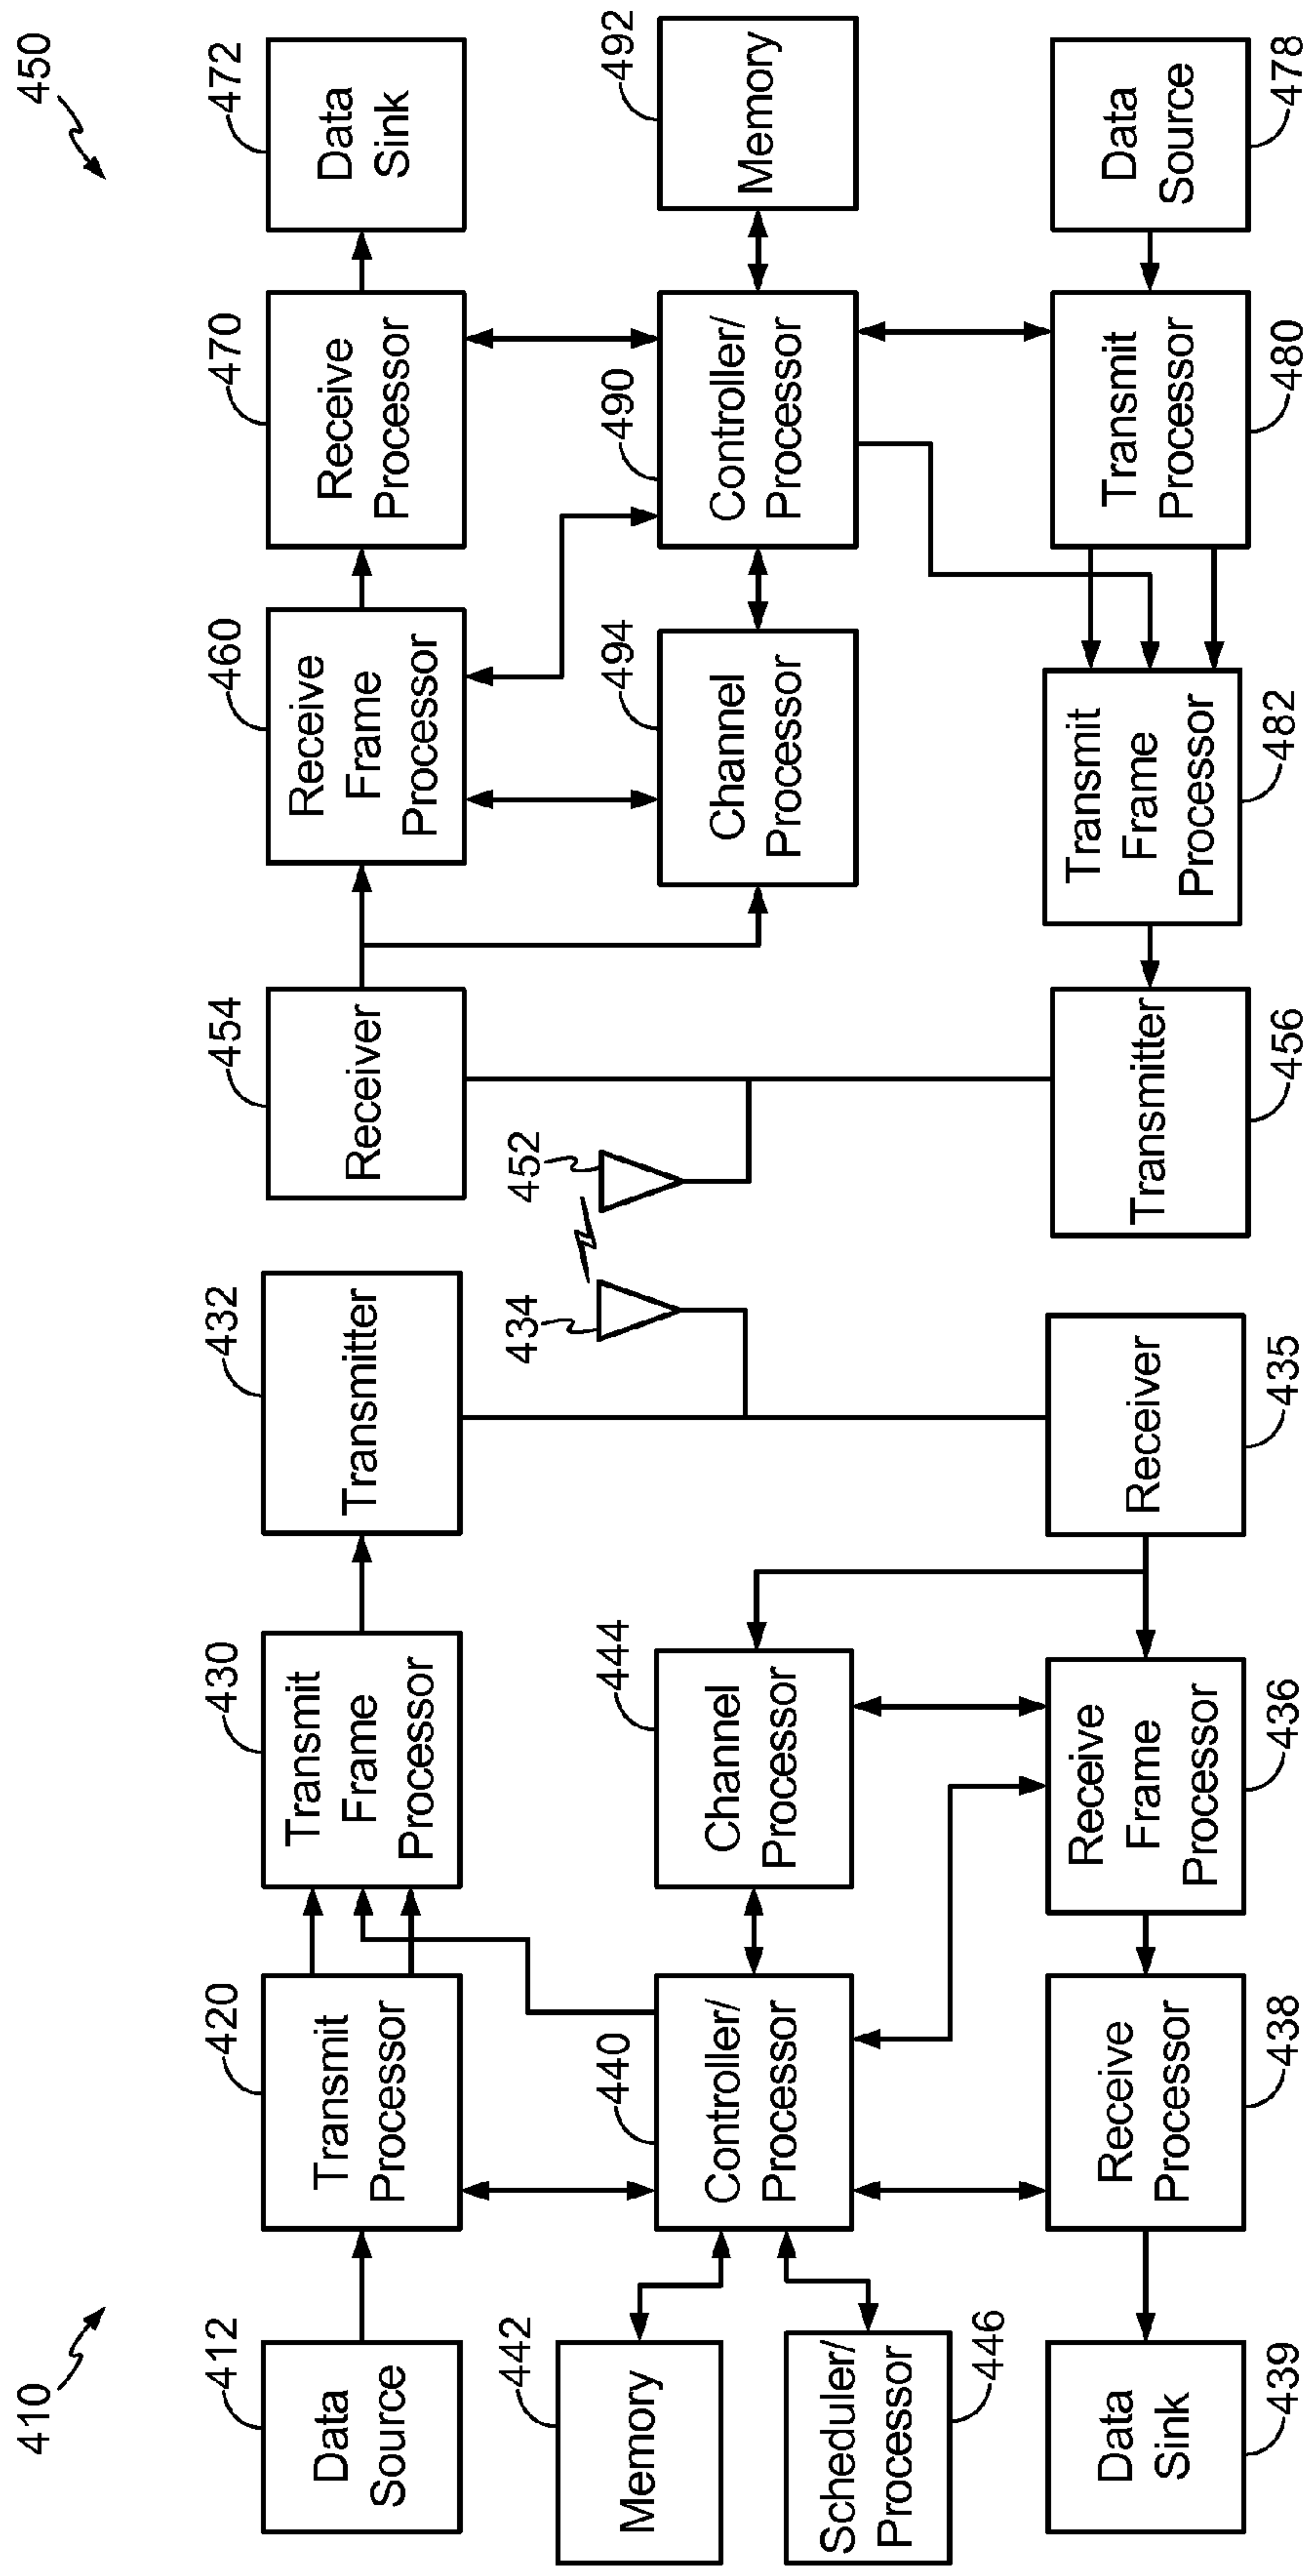 410
450
412
Data
Source
420
Transmit
Processor
430
Transmit
Frame
Processor
432
Transmitter
454
Receiver
460
Receive
Frame
Processor
470
Receive
Processor
472
Data
Sink
442
Memory
440
Controller/
Processor
444
Channel
Processor
434
452
494
Channel
Processor
490
Controller/
Processor
492
Memory
Scheduler/
Processor
446
Data
Sink
439
Receive
Processor
438
Receive
Frame
Processor
436
Receiver
435
Transmitter
456
Transmit
Frame
Processor
482
Transmit
Processor
480
Data
Source
478